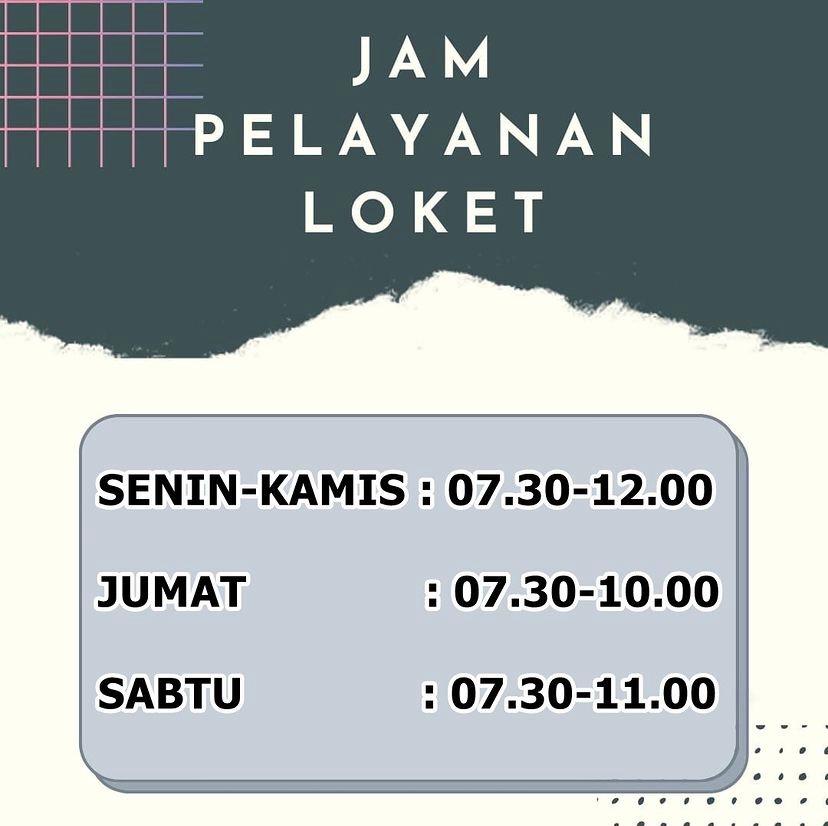 JAM
PELAYANAN
LOKET
SENIN-KAMIS : 07.30-12.00
JUMAT : 07.30-10.00
SABTU : 07.30-11.00